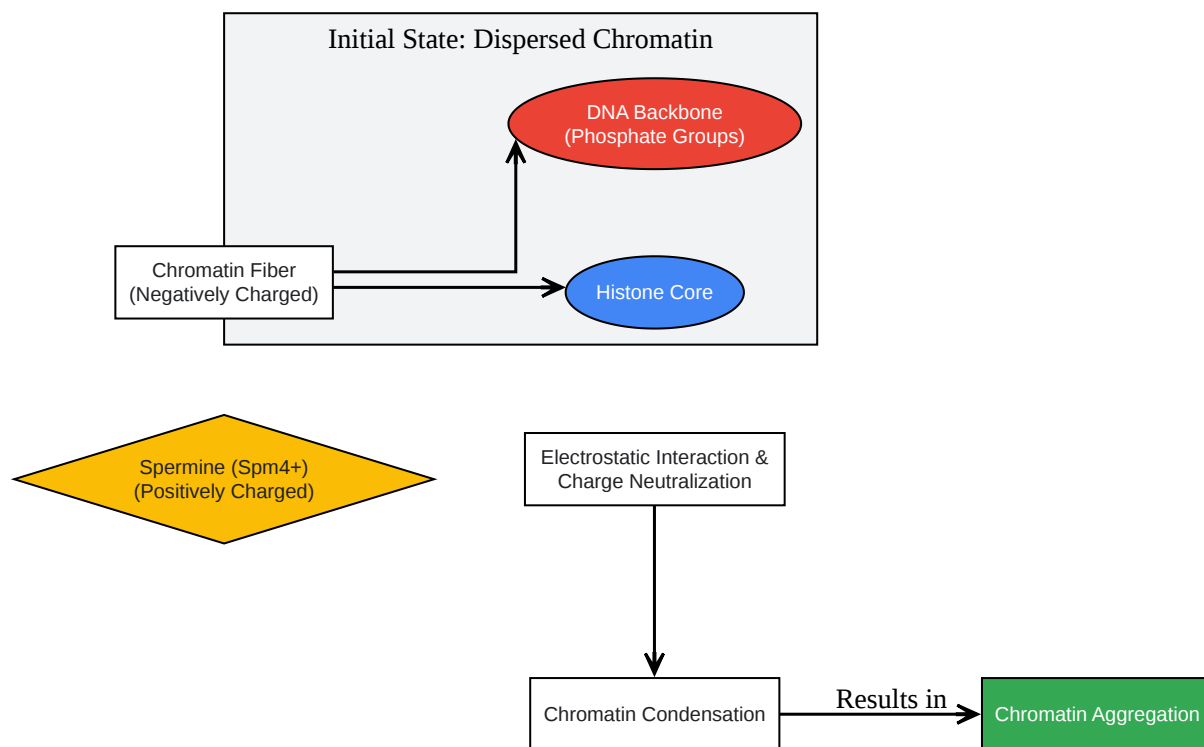 Initial State: Dispersed Chromatin
DNA Backbone
(Phosphate Groups)
Chromatin Fiber
(Negatively Charged)
Histone Core
Spermine (Spm4+)
(Positively Charged)
Electrostatic Interaction &
Charge Neutralization
Chromatin Condensation
Results in
Chromatin Aggregation